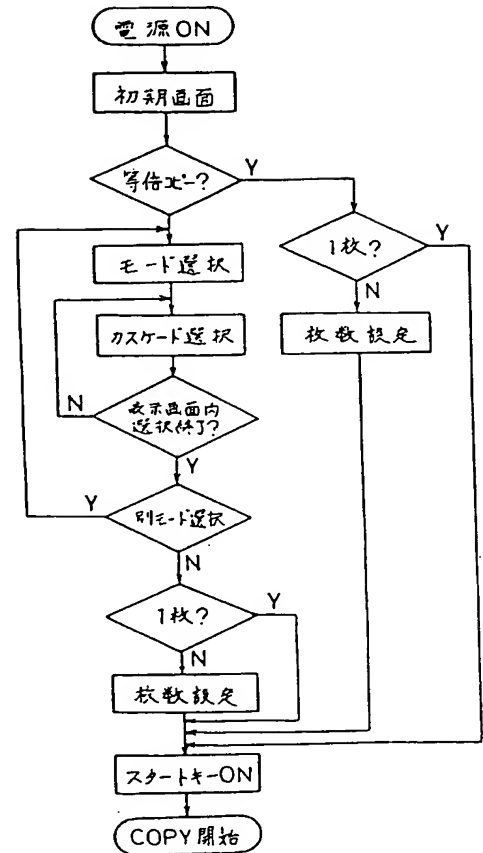 電源ON
初期画面
等倍コピー?
Y
1枚?
Y
N
モード選択
カスケード選択
枚数設定
表示画面内
選択終了?
N
Y
別モード選択
Y
N
1枚?
Y
N
枚数設定
スタートキーON
COPY開始